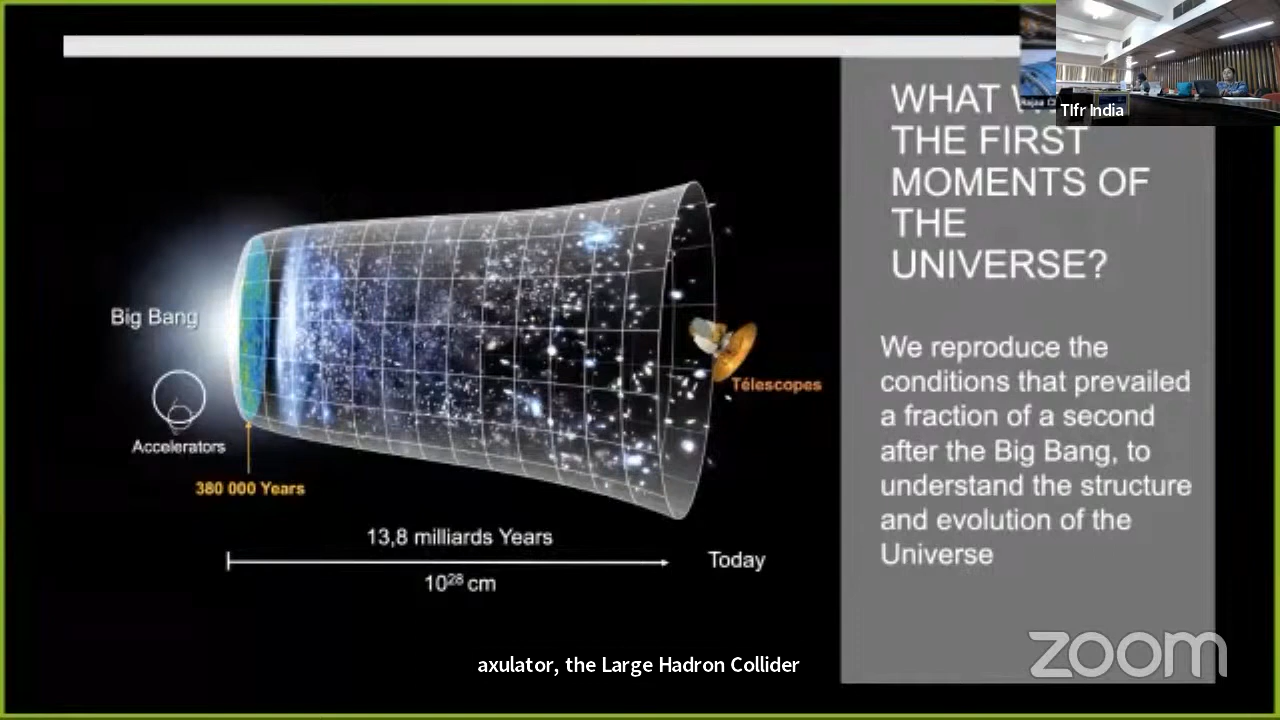 WHAT
THE FIRST
MOMENTS OF
THE
UNIVERSE?
We reproduce the
conditions that prevailed
a fraction of a second
after the Big Bang, to
understand the structure
and evolution of the
Universe
Big Bang
Accelerators
380 000 Years
Télescopes
13,8 milliards Years
10²⁸ cm
Today
TIfr India
axulator, the Large Hadron Collider
zoom